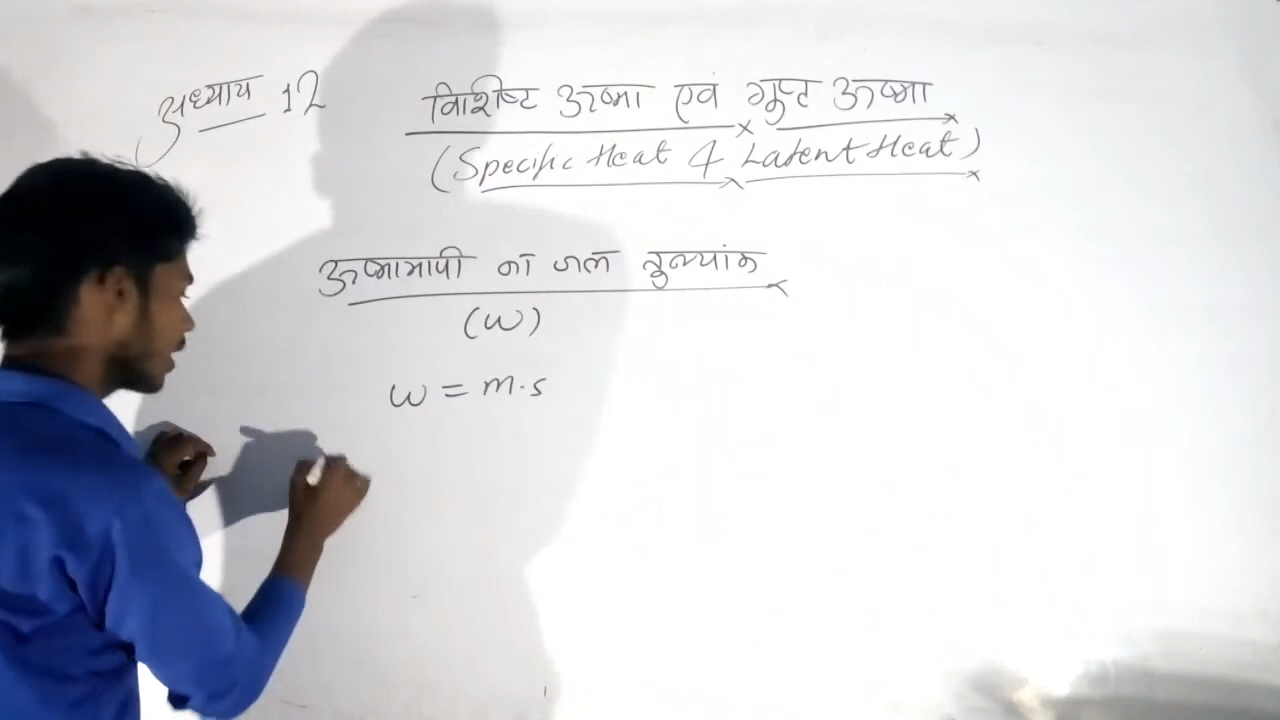 अध्याय 12
विशिष्ट ऊष्मा एवं गुप्ट ऊष्मा
(Specific Heat & Latent Heat)
ऊष्मामापी का जल तुल्यांक
(W)
W = m.s